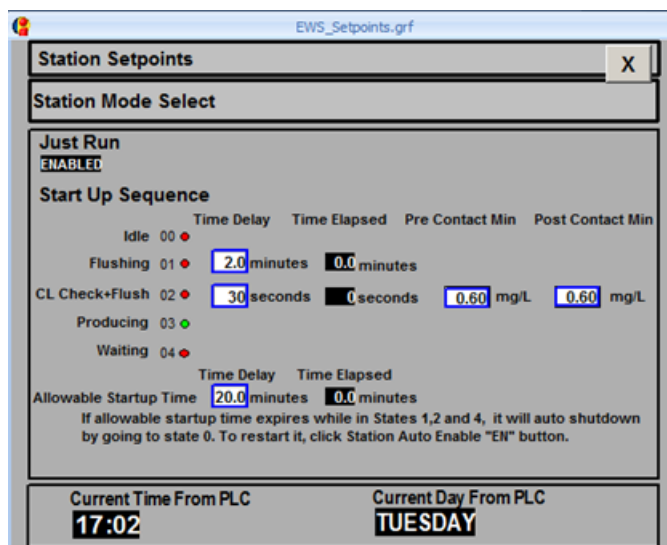 EWS_Setpoints.grf
Station Setpoints
X
Station Mode Select
Just Run
ENABLED
Start Up Sequence
Time Delay Time Elapsed Pre Contact Min Post Contact Min
Idle 00
Flushing 01 2.0 minutes 0.0 minutes
CL Check+Flush 02 30 seconds 0 seconds 0.60 mg/L 0.60 mg/L
Producing 03
Waiting 04
Time Delay Time Elapsed
Allowable Startup Time 20.0 minutes 0.0 minutes
If allowable startup time expires while in States 1,2 and 4, it will auto shutdown
by going to state 0. To restart it, click Station Auto Enable "EN" button.
Current Time From PLC Current Day From PLC
17:02 TUESDAY